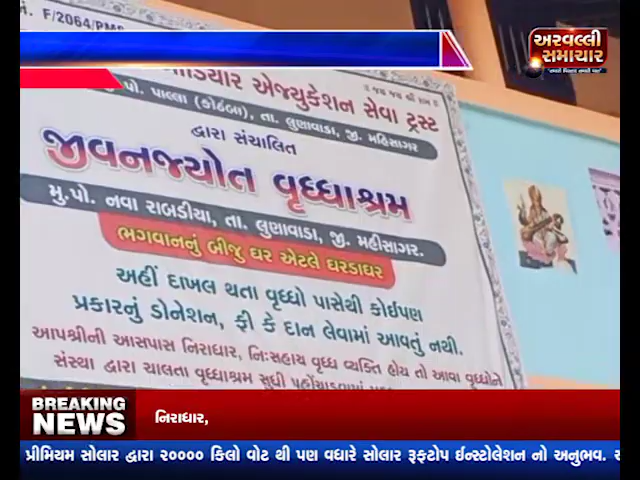 નં. F/2064/PMS
અરવલ્લી
સમાચાર
|| જય જય શ્રી રામ ||
એજ્યુકેશન સેવા ટ્રસ્ટ
પો. પાલ્લા (કોઠંબા), તા. લુણાવાડા, જી. મહિસાગર
દ્વારા સંચાલિત
જીવનજ્યોત વૃધ્ધાશ્રમ
મુ.પો. નવા રાબડીયા, તા. લુણાવાડા, જી. મહીસાગર.
ભગવાનનું બીજુ ઘર એટલે ઘરડાઘર
અહીં દાખલ થતા વૃધ્ધો પાસેથી કોઈપણ
પ્રકારનું ડોનેશન, ફી કે દાન લેવામાં આવતું નથી.
આપશ્રીની આસપાસ નિરાધાર, નિઃસહાય વૃધ્ધ વ્યક્તિ હોય તો આવા વૃધ્ધોને
સંસ્થા દ્વારા ચાલતા વૃધ્ધાશ્રમ સુધી પહોંચાડવામાં
BREAKING
NEWS
નિરાધાર,
પ્રીમિયમ સોલાર દ્વારા ૨૦૦૦૦ કિલો વોટ થી પણ વધારે સોલાર રૂફટોપ ઈન્સ્ટોલેશન નો અનુભવ.